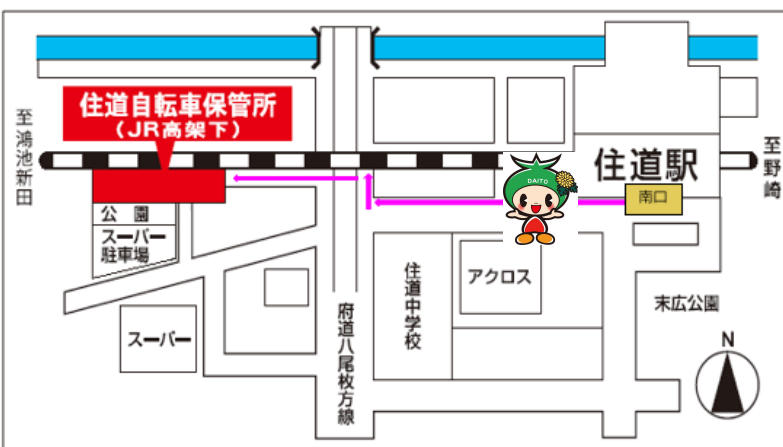 住道自転車保管所
（JR高架下）
至鴻池新田
住道駅
至野崎
DAITO
南口
公園
スーパー
駐車場
住道中学校
アクロス
末広公園
府道八尾枚方線
スーパー
N